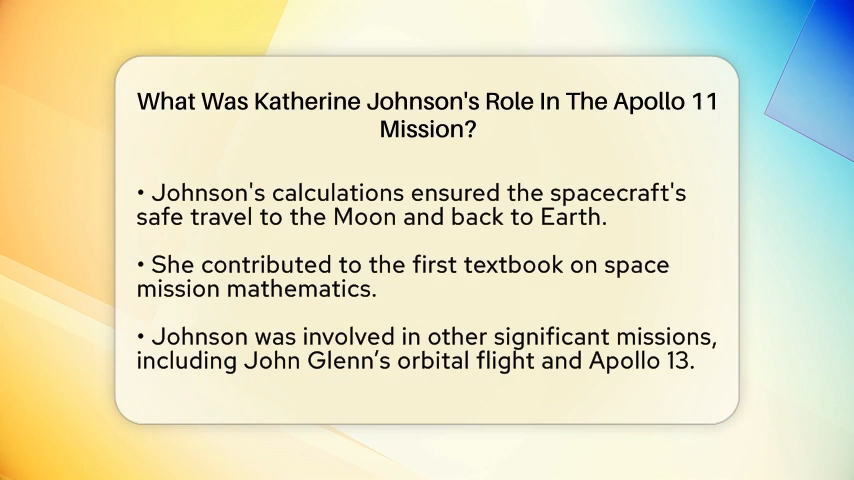 What Was Katherine Johnson's Role In The Apollo 11
Mission?
• Johnson's calculations ensured the spacecraft's
safe travel to the Moon and back to Earth.
• She contributed to the first textbook on space
mission mathematics.
• Johnson was involved in other significant missions,
including John Glenn’s orbital flight and Apollo 13.